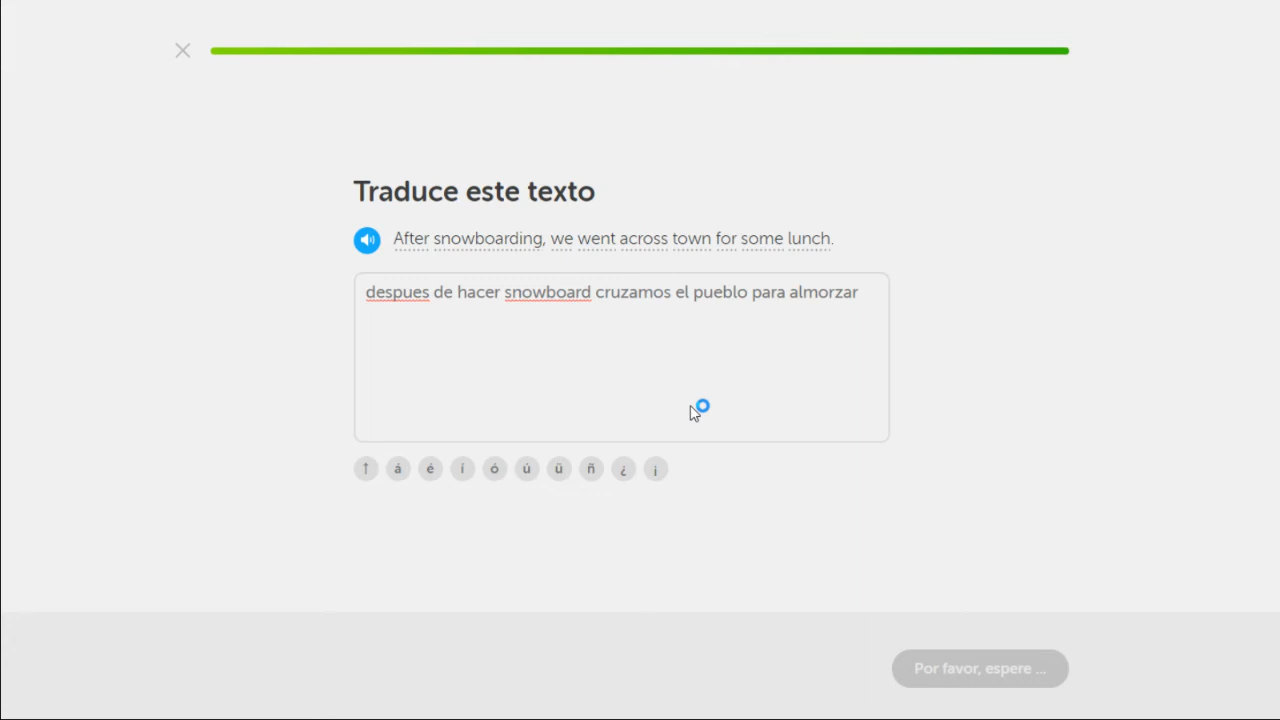 Traduce este texto
After snowboarding, we went across town for some lunch.
despues de hacer snowboard cruzamos el pueblo para almorzar
↑ á é í ó ú ü ñ ¿ ¡
Por favor, espere ...